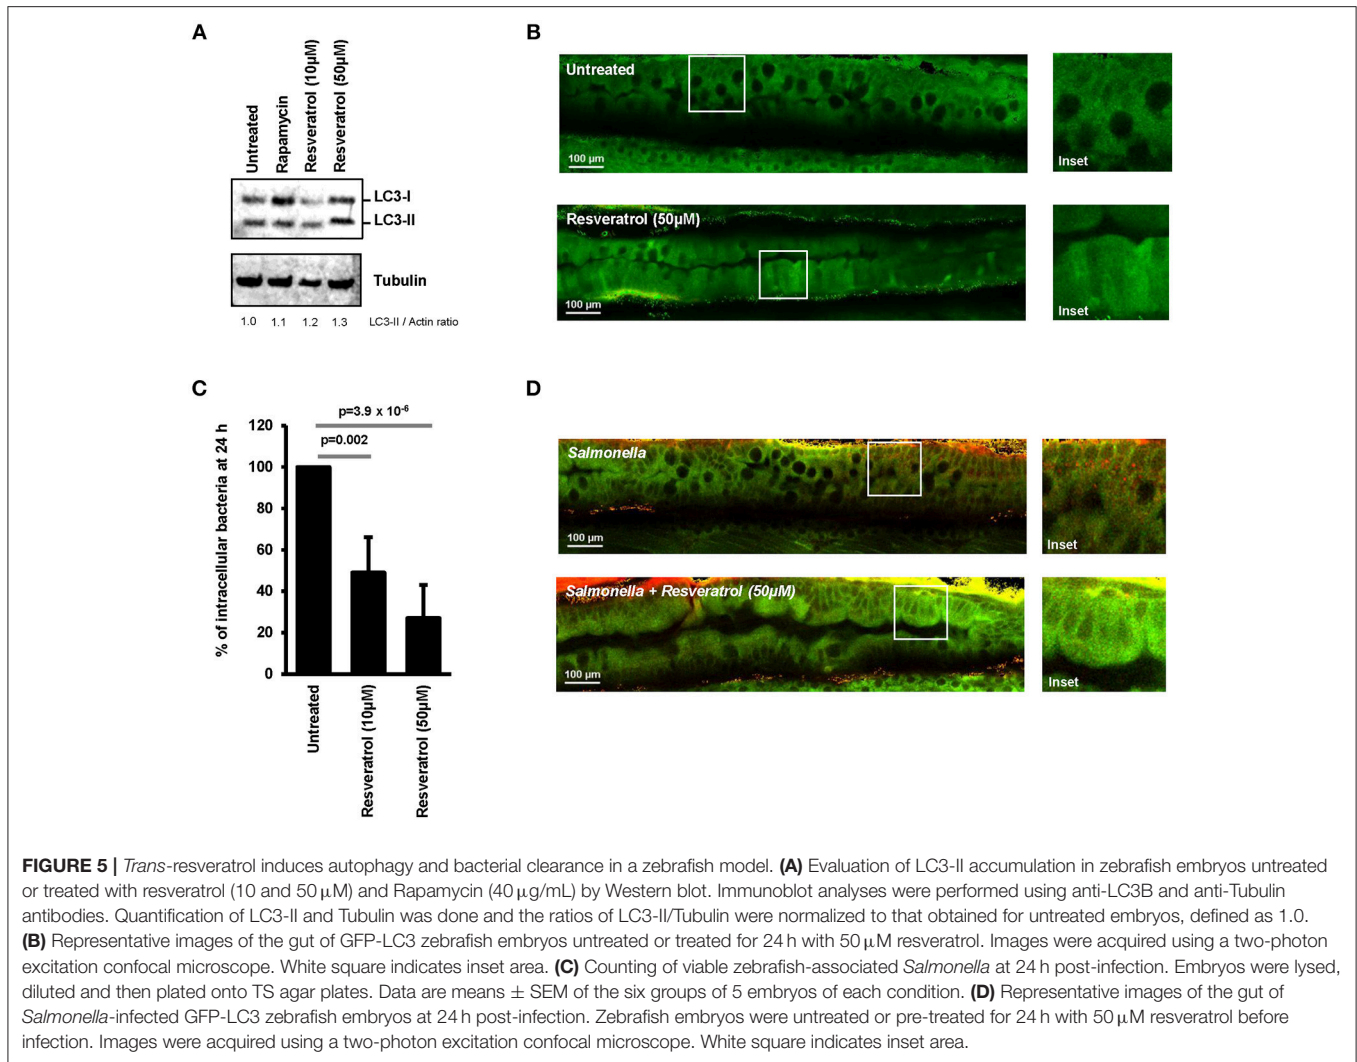 A
Untreated
Rapamycin
Resveratrol (10µM)
Resveratrol (50µM)
LC3-I
LC3-II
Tubulin
1.0 1.1 1.2 1.3 LC3-II / Actin ratio
B
Untreated
100 µm
Inset
Resveratrol (50µM)
100 µm
Inset
C
% of intracellular bacteria at 24 h
p=3.9 x 10⁻⁶
p=0.002
120
100
80
60
40
20
0
Untreated
Resveratrol (10µM)
Resveratrol (50µM)
D
Salmonella
100 µm
Inset
Salmonella + Resveratrol (50µM)
100 µm
Inset
FIGURE 5 | Trans-resveratrol induces autophagy and bacterial clearance in a zebrafish model. (A) Evaluation of LC3-II accumulation in zebrafish embryos untreated
or treated with resveratrol (10 and 50 µM) and Rapamycin (40 µg/mL) by Western blot. Immunoblot analyses were performed using anti-LC3B and anti-Tubulin
antibodies. Quantification of LC3-II and Tubulin was done and the ratios of LC3-II/Tubulin were normalized to that obtained for untreated embryos, defined as 1.0.
(B) Representative images of the gut of GFP-LC3 zebrafish embryos untreated or treated for 24 h with 50 µM resveratrol. Images were acquired using a two-photon
excitation confocal microscope. White square indicates inset area. (C) Counting of viable zebrafish-associated Salmonella at 24 h post-infection. Embryos were lysed,
diluted and then plated onto TS agar plates. Data are means ± SEM of the six groups of 5 embryos of each condition. (D) Representative images of the gut of
Salmonella-infected GFP-LC3 zebrafish embryos at 24 h post-infection. Zebrafish embryos were untreated or pre-treated for 24 h with 50 µM resveratrol before
infection. Images were acquired using a two-photon excitation confocal microscope. White square indicates inset area.